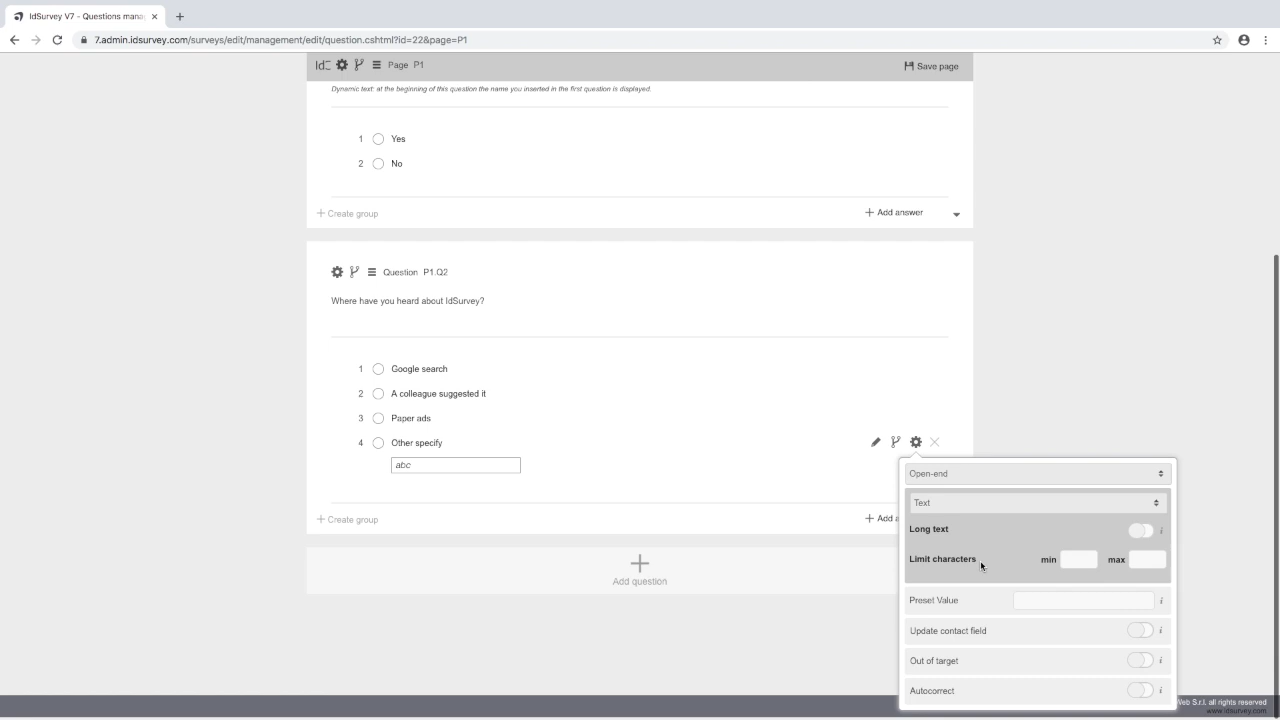 IdSurvey V7 - Questions mana
7.admin.idsurvey.com/surveys/edit/management/edit/question.cshtml?id=22&page=P1
Page P1
Save page
Dynamic text: at the beginning of this question the name you inserted in the first question is displayed.
1 Yes
2 No
Create group
Add answer
Question P1.Q2
Where have you heard about IdSurvey?
1 Google search
2 A colleague suggested it
3 Paper ads
4 Other specify
abc
Create group
Add a
Add question
Open-end
Text
Long text i
Limit characters min max
Preset Value i
Update contact field i
Out of target i
Autocorrect i
Web S.r.l. all rights reserved
www.idsurvey.com